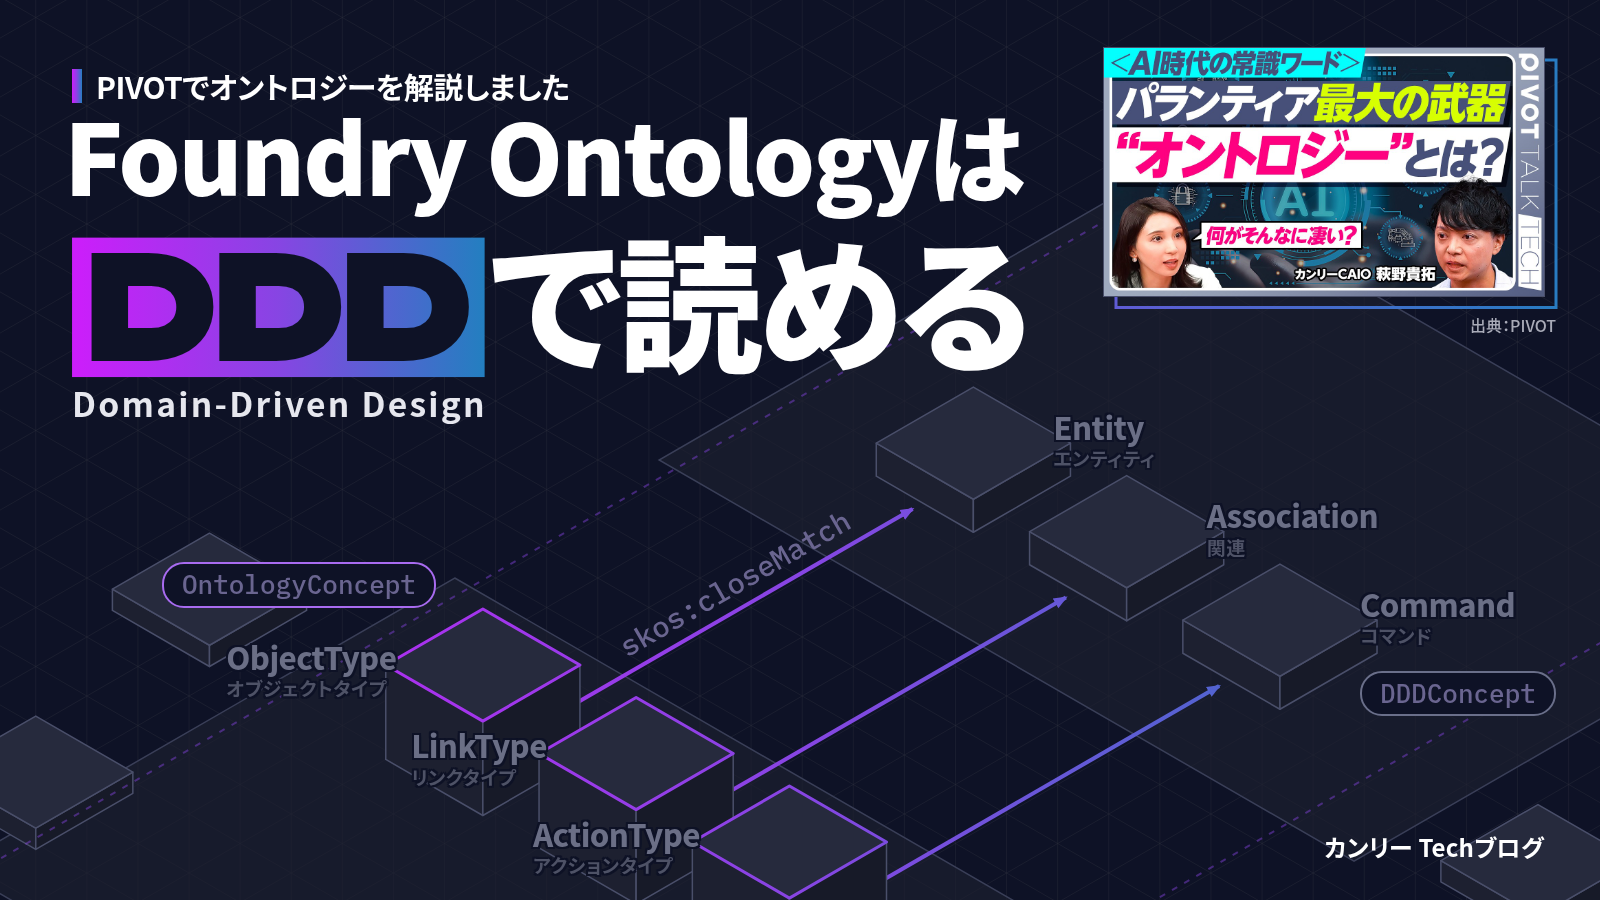 PIVOTでオントロジーを解説しました
Foundry Ontologyは
DDDで読める
Domain-Driven Design
<AI時代の常識ワード>
パランティア最大の武器
“オントロジー”とは?
AI
何がそんなに凄い?
カンリーCAIO 萩野貴拓
PIVOT TALK TECH
出典：PIVOT
Entity
エンティティ
Association
関連
Command
コマンド
DDDConcept
skos:closeMatch
OntologyConcept
ObjectType
オブジェクトタイプ
LinkType
リンクタイプ
ActionType
アクションタイプ
カンリー Techブログ